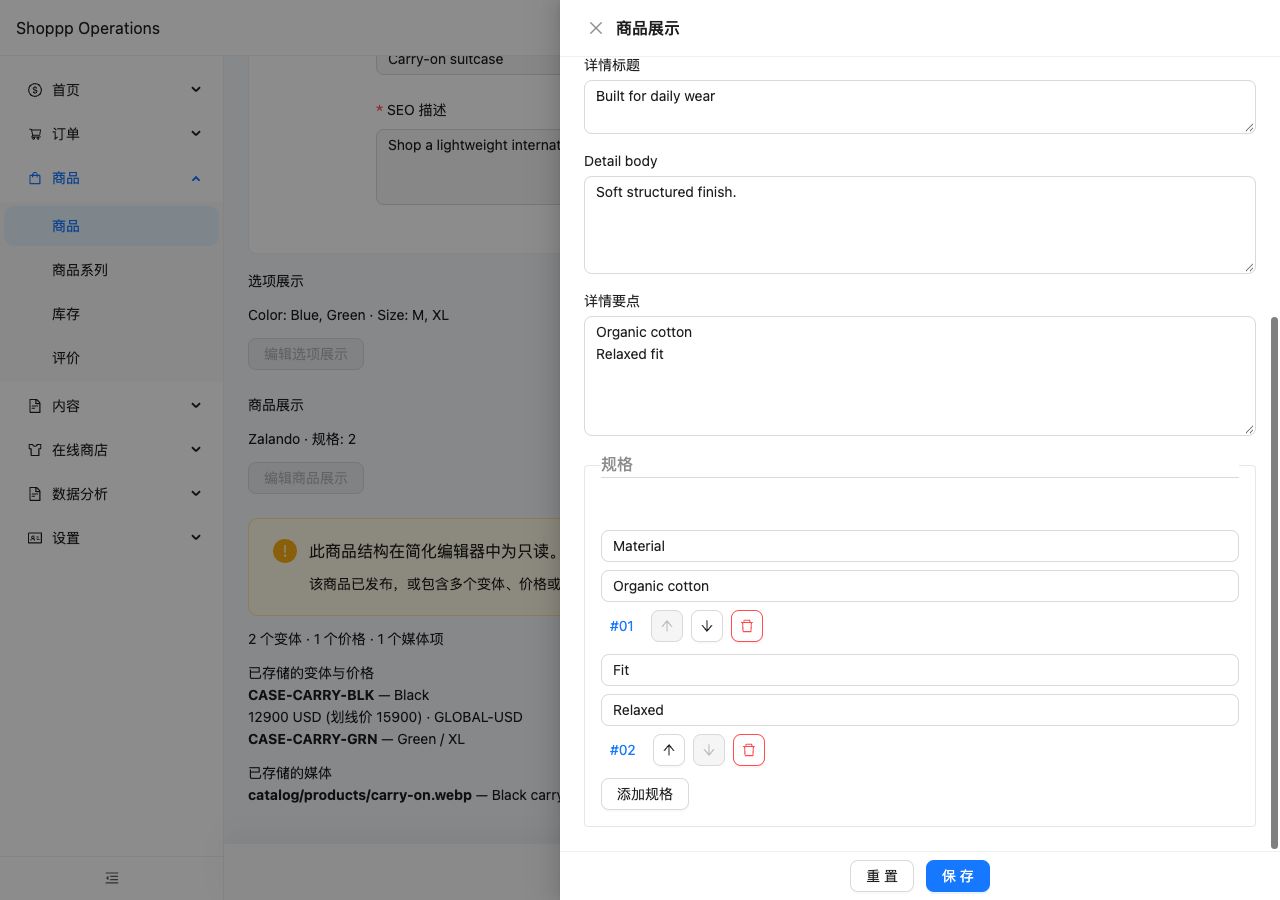 Shoppp Operations
首页
订单
商品
商品
商品系列
库存
评价
内容
在线商店
数据分析
设置
Carry-on suitcase
* SEO 描述
Shop a lightweight internat
选项展示
Color: Blue, Green · Size: M, XL
编辑选项展示
商品展示
Zalando · 规格: 2
编辑商品展示
此商品结构在简化编辑器中为只读。
该商品已发布，或包含多个变体、价格或
2 个变体 · 1 个价格 · 1 个媒体项
已存储的变体与价格
CASE-CARRY-BLK — Black
12900 USD (划线价 15900) · GLOBAL-USD
CASE-CARRY-GRN — Green / XL
已存储的媒体
catalog/products/carry-on.webp — Black carry
商品展示
详情标题
Built for daily wear
Detail body
Soft structured finish.
详情要点
Organic cotton
Relaxed fit
规格
Material
Organic cotton
#01
Fit
Relaxed
#02
添加规格
重 置
保 存